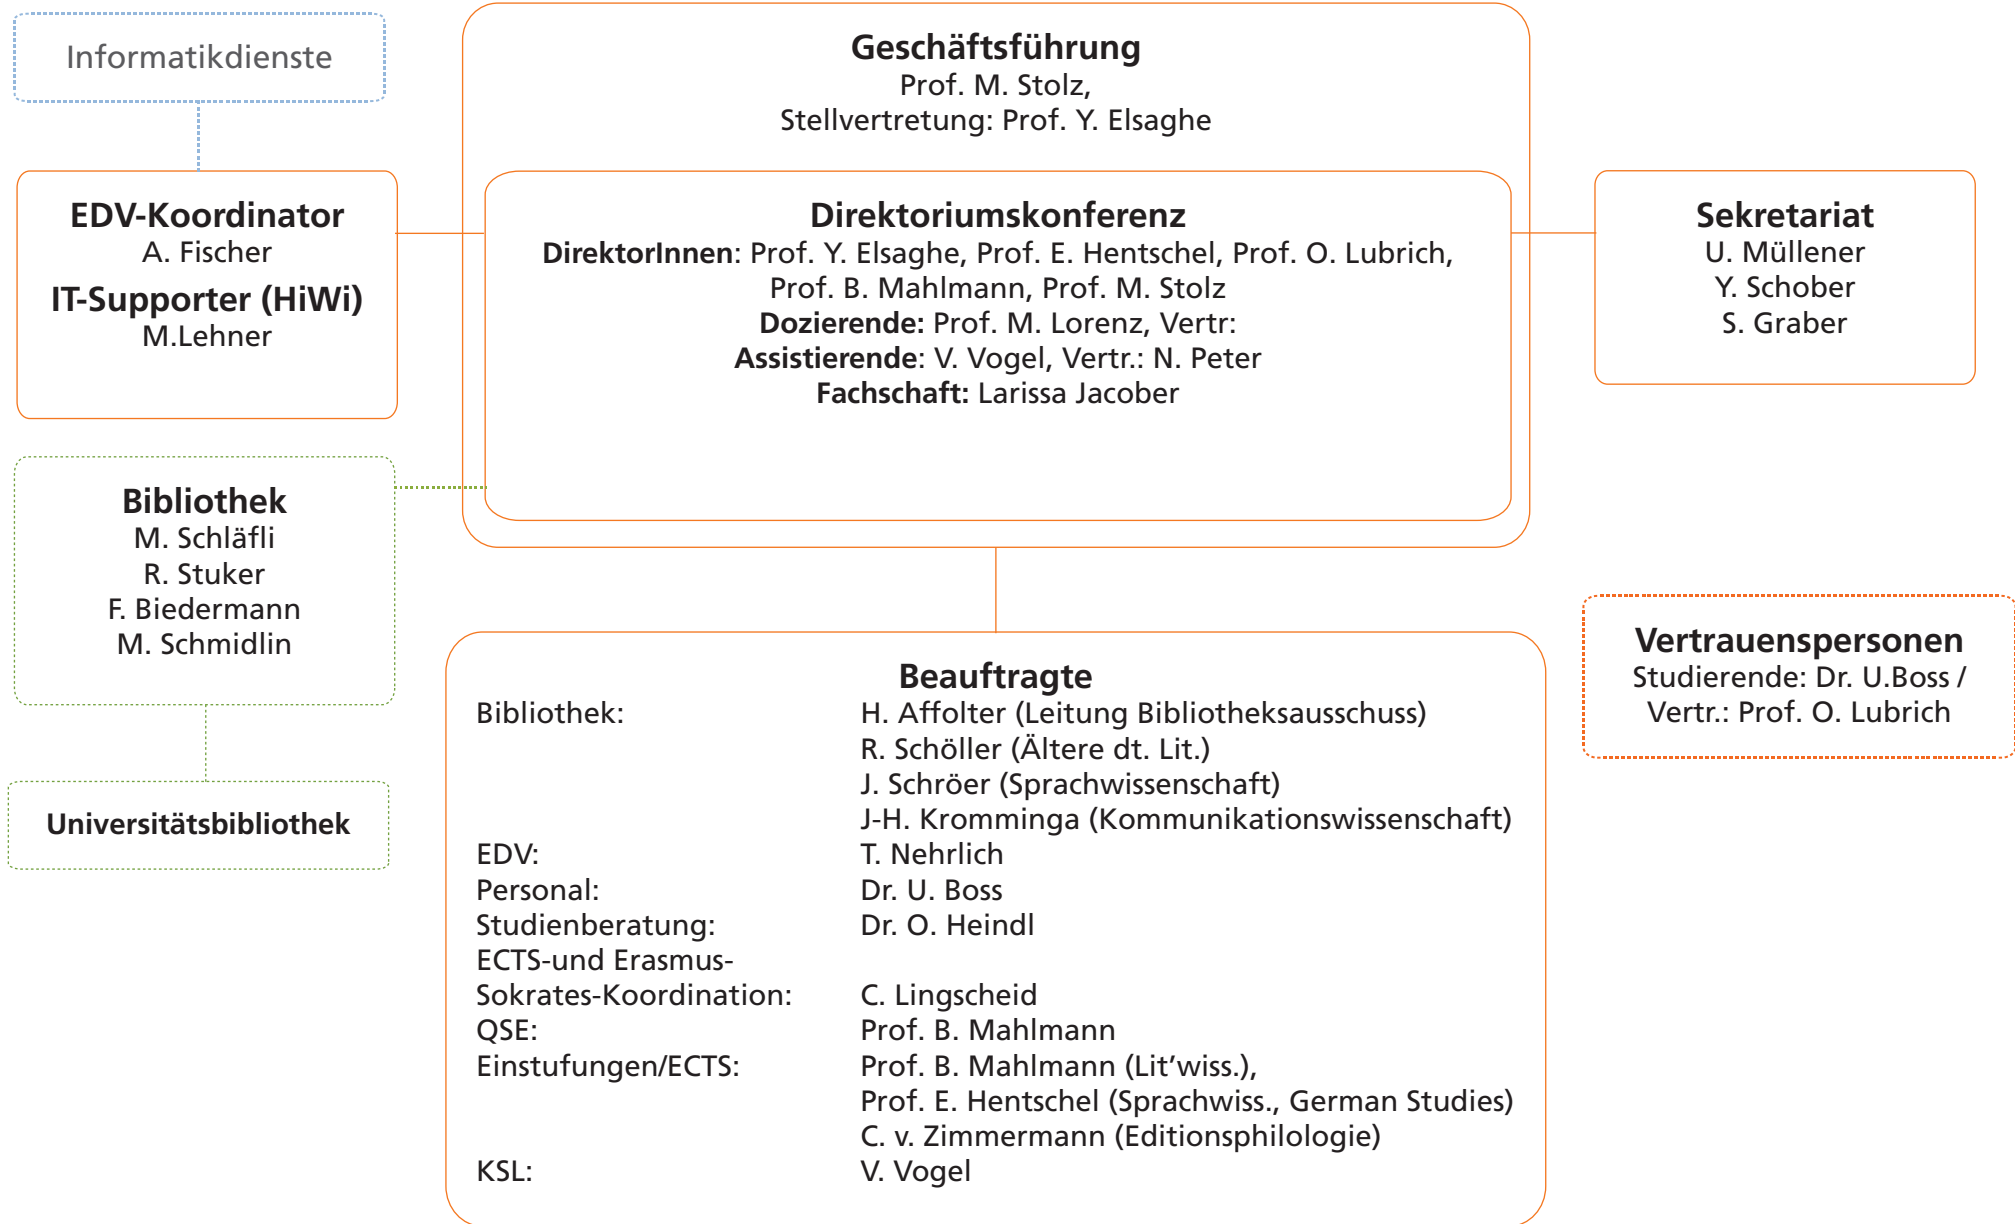 Informatikdienste
Geschäftsführung
Prof. M. Stolz,
Stellvertretung: Prof. Y. Elsaghe
EDV-Koordinator
A. Fischer
IT-Supporter (HiWi)
M.Lehner
Direktoriumskonferenz
DirektorInnen: Prof. Y. Elsaghe, Prof. E. Hentschel, Prof. O. Lubrich,
Prof. B. Mahlmann, Prof. M. Stolz
Dozierende: Prof. M. Lorenz, Vertr:
Assistierende: V. Vogel, Vertr.: N. Peter
Fachschaft: Larissa Jacober
Sekretariat
U. Müllener
Y. Schober
S. Graber
Bibliothek
M. Schläfli
R. Stuker
F. Biedermann
M. Schmidlin
Universitätsbibliothek
Vertrauenspersonen
Studierende: Dr. U.Boss /
Vertr.: Prof. O. Lubrich
Beauftragte
Bibliothek: H. Affolter (Leitung Bibliotheksausschuss)
R. Schöller (Ältere dt. Lit.)
J. Schröer (Sprachwissenschaft)
J-H. Kromminga (Kommunikationswissenschaft)
EDV: T. Nehrlich
Personal: Dr. U. Boss
Studienberatung: Dr. O. Heindl
ECTS-und Erasmus-
Sokrates-Koordination: C. Lingscheid
QSE: Prof. B. Mahlmann
Einstufungen/ECTS: Prof. B. Mahlmann (Lit’wiss.),
Prof. E. Hentschel (Sprachwiss., German Studies)
C. v. Zimmermann (Editionsphilologie)
KSL: V. Vogel